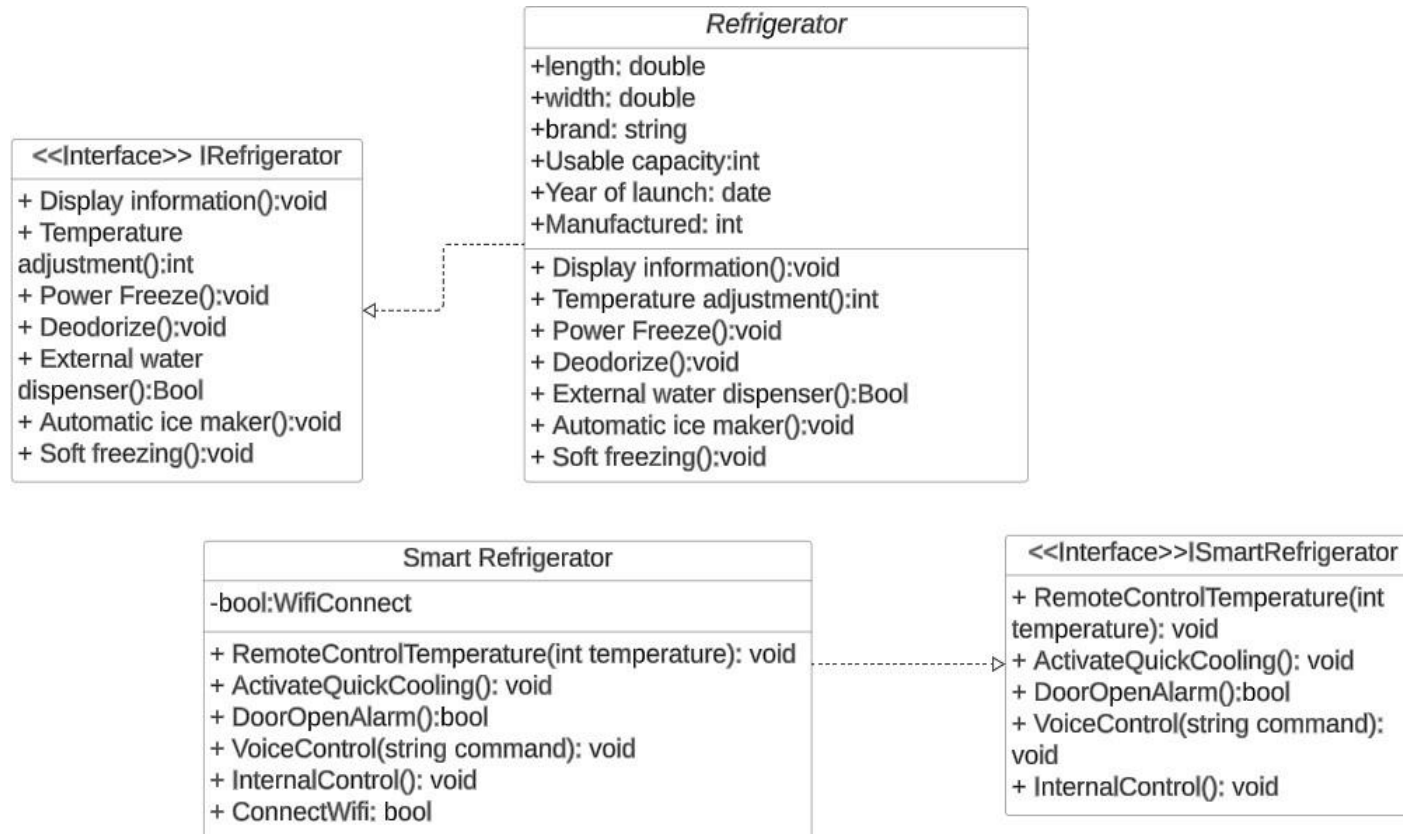 Refrigerator
+length: double
+width: double
+brand: string
+Usable capacity:int
+Year of launch: date
+Manufactured: int
+ Display information():void
+ Temperature adjustment():int
+ Power Freeze():void
+ Deodorize():void
+ External water dispenser():Bool
+ Automatic ice maker():void
+ Soft freezing():void
<<Interface>> IRefrigerator
+ Display information():void
+ Temperature
adjustment():int
+ Power Freeze():void
+ Deodorize():void
+ External water
dispenser():Bool
+ Automatic ice maker():void
+ Soft freezing():void
Smart Refrigerator
-bool:WifiConnect
+ RemoteControlTemperature(int temperature): void
+ ActivateQuickCooling(): void
+ DoorOpenAlarm():bool
+ VoiceControl(string command): void
+ InternalControl(): void
+ ConnectWifi: bool
<<Interface>>ISmartRefrigerator
+ RemoteControlTemperature(int
temperature): void
+ ActivateQuickCooling(): void
+ DoorOpenAlarm():bool
+ VoiceControl(string command):
void
+ InternalControl(): void